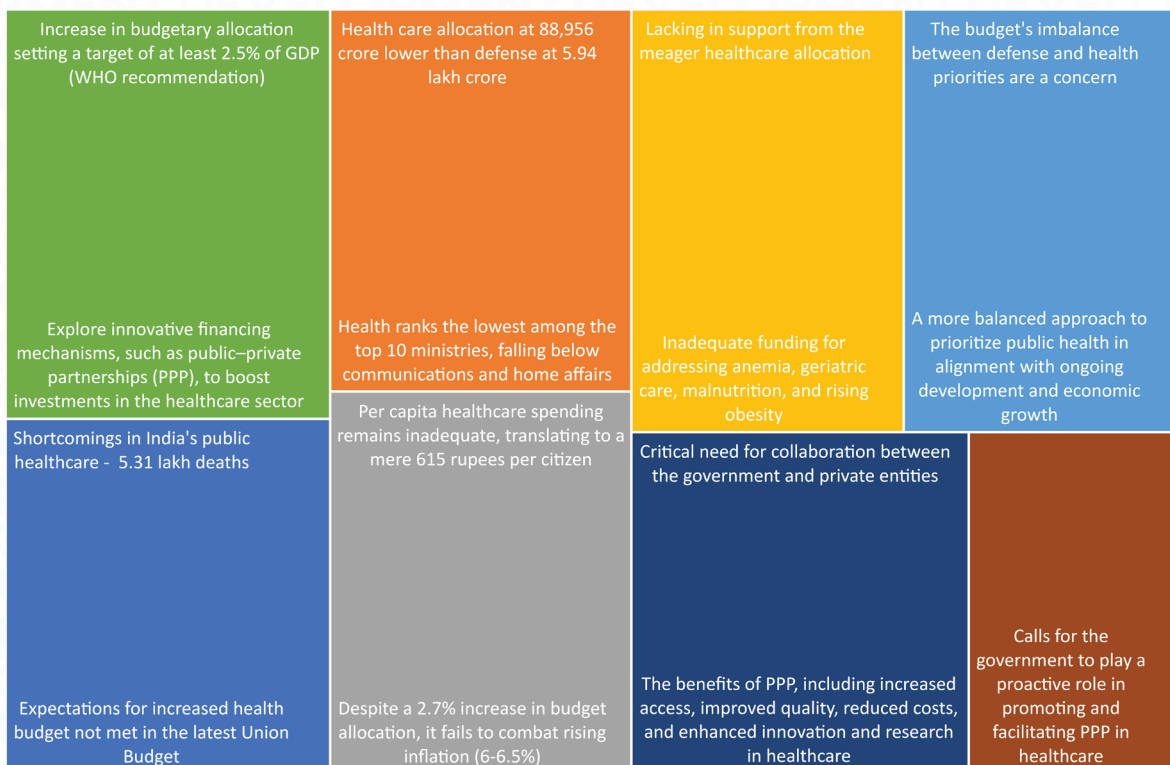 Increase in budgetary allocation
setting a target of at least 2.5% of GDP
(WHO recommendation)
Explore innovative financing
mechanisms, such as public–private
partnerships (PPP), to boost
investments in the healthcare sector
Health care allocation at 88,956
crore lower than defense at 5.94
lakh crore
Health ranks the lowest among the
top 10 ministries, falling below
communications and home affairs
Lacking in support from the
meager healthcare allocation
Inadequate funding for
addressing anemia, geriatric
care, malnutrition, and rising
obesity
The budget's imbalance
between defense and health
priorities are a concern
A more balanced approach to
prioritize public health in
alignment with ongoing
development and economic
growth
Shortcomings in India's public
healthcare - 5.31 lakh deaths
Expectations for increased health
budget not met in the latest Union
Budget
Per capita healthcare spending
remains inadequate, translating to a
mere 615 rupees per citizen
Despite a 2.7% increase in budget
allocation, it fails to combat rising
inflation (6-6.5%)
Critical need for collaboration between
the government and private entities
The benefits of PPP, including increased
access, improved quality, reduced costs,
and enhanced innovation and research
in healthcare
Calls for the
government to play a
proactive role in
promoting and
facilitating PPP in
healthcare